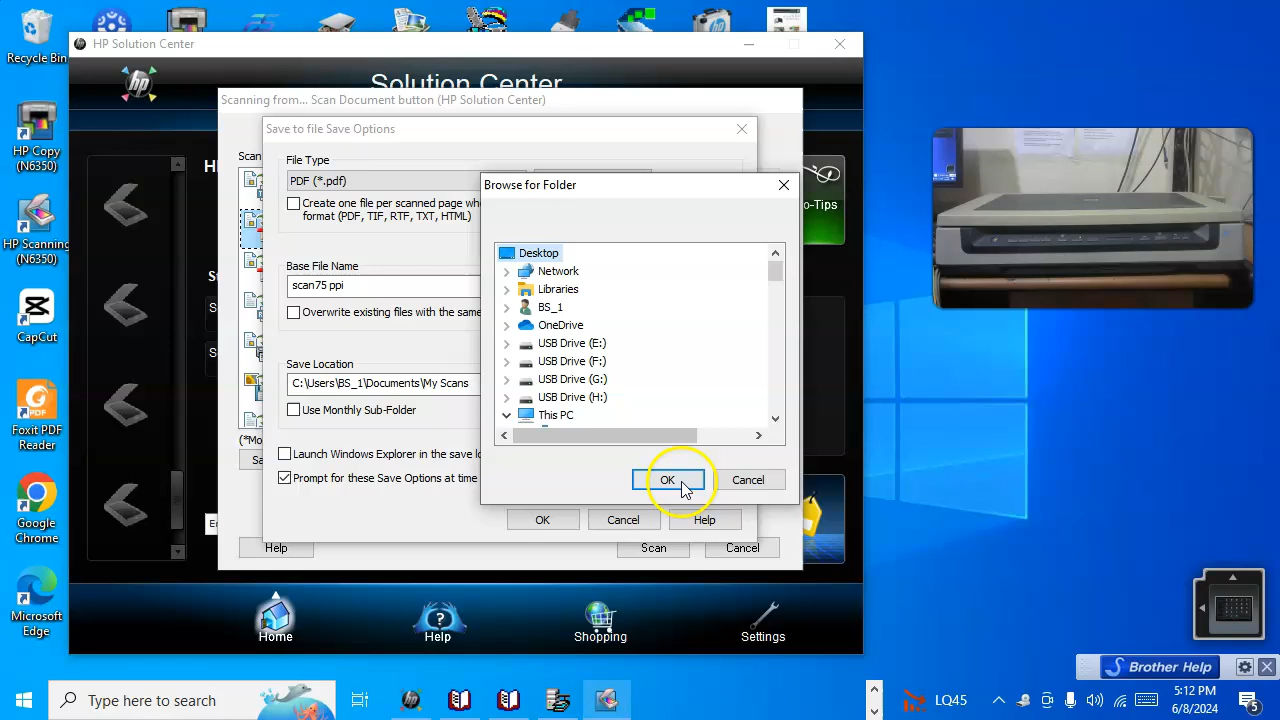 Recycle Bin
HP Copy
(N6350)
HP Scanning
(N6350)
CapCut
Foxit PDF
Reader
Google
Chrome
Microsoft
Edge
HP Solution Center
Solution Center
Scanning from... Scan Document button (HP Solution Center)
Save to file Save Options
File Type
PDF (*.pdf)
Create one file per scanned page
format (PDF, TIF, RTF, TXT, HTML)
Base File Name
scan75 ppi
Overwrite existing files with the same
Save Location
C:\Users\BS_1\Documents\My Scans
Use Monthly Sub-Folder
Launch Windows Explorer in the save
Prompt for these Save Options at time
OK
Cancel
Help
Browse for Folder
Desktop
Network
Libraries
BS_1
OneDrive
USB Drive (E:)
USB Drive (F:)
USB Drive (G:)
USB Drive (H:)
This PC
OK
Cancel
Help
Scan
Cancel
o-Tips
Home
Help
Shopping
Settings
Brother Help
Type here to search
LQ45
5:12 PM
6/8/2024
5